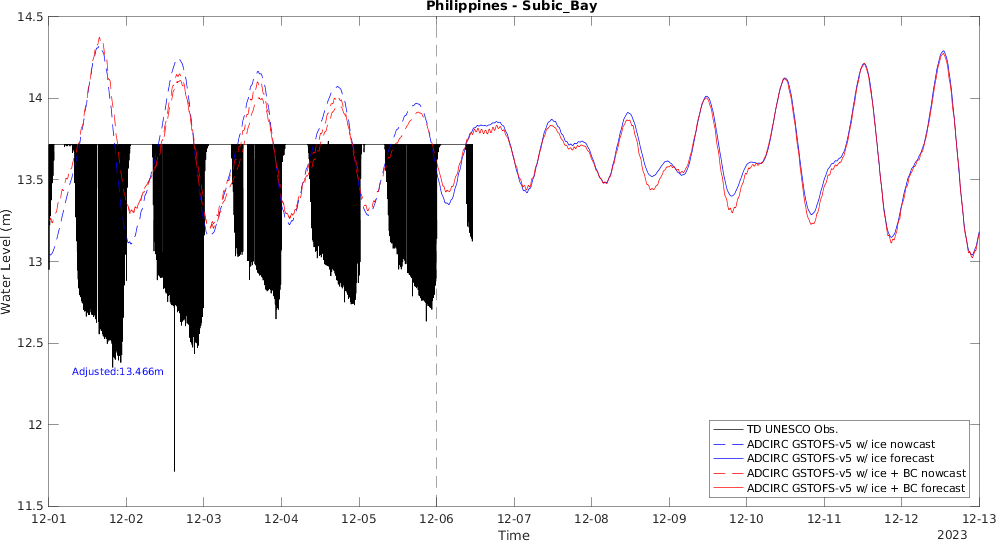 Philippines - Subic_Bay
14.5
14
13.5
13
12.5
12
11.5
Water Level (m)
Adjusted:13.466m
TD UNESCO Obs.
ADCIRC GSTOFS-v5 w/ ice nowcast
ADCIRC GSTOFS-v5 w/ ice forecast
ADCIRC GSTOFS-v5 w/ ice + BC nowcast
ADCIRC GSTOFS-v5 w/ ice + BC forecast
12-01 12-02 12-03 12-04 12-05 12-06 12-07 12-08 12-09 12-10 12-11 12-12 12-13
Time
2023